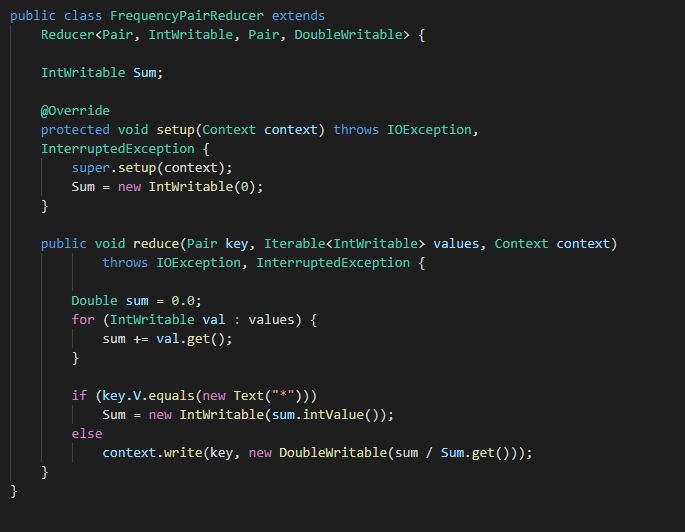 public class FrequencyPairReducer extends
    Reducer<Pair, IntWritable, Pair, DoubleWritable> {

    IntWritable Sum;

    @Override
    protected void setup(Context context) throws IOException,
    InterruptedException {
        super.setup(context);
        Sum = new IntWritable(0);
    }

    public void reduce(Pair key, Iterable<IntWritable> values, Context context)
            throws IOException, InterruptedException {

        Double sum = 0.0;
        for (IntWritable val : values) {
            sum += val.get();
        }

        if (key.V.equals(new Text("*")))
            Sum = new IntWritable(sum.intValue());
        else
            context.write(key, new DoubleWritable(sum / Sum.get()));
    }
}